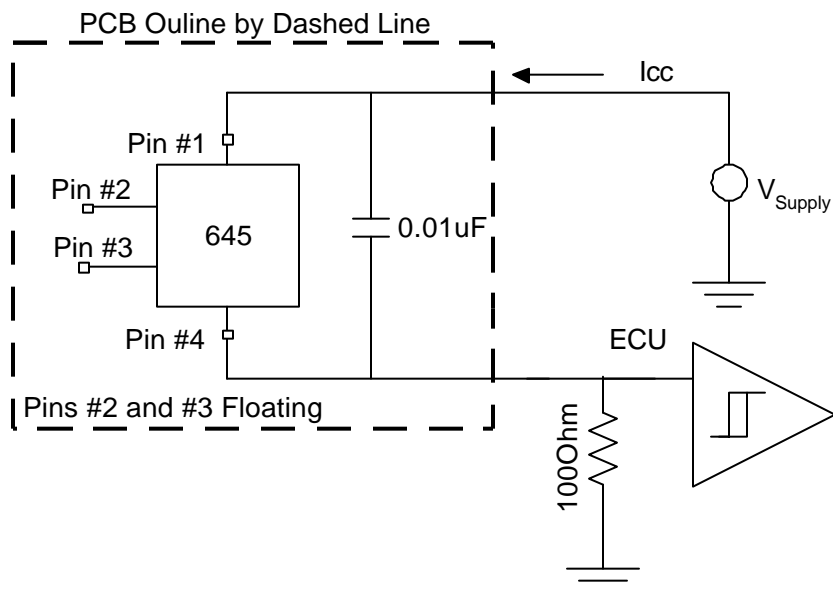 PCB Ouline by Dashed Line
Icc
Pin #1
Pin #2
V_Supply
645
0.01uF
Pin #3
Pin #4
ECU
Pins #2 and #3 Floating
100Ohm